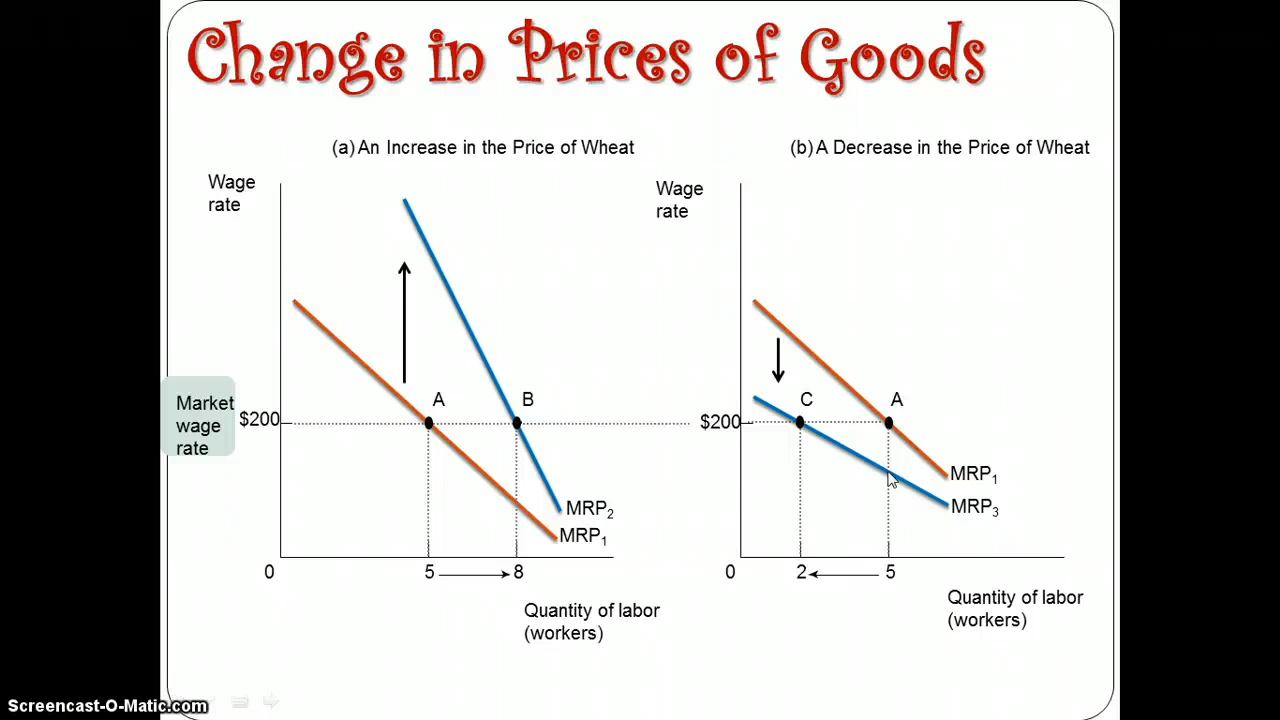 Change in Prices of Goods
(a) An Increase in the Price of Wheat
Wage
rate
Market
wage
rate
$200
A
B
MRP2
MRP1
0
5
8
Quantity of labor
(workers)
(b) A Decrease in the Price of Wheat
Wage
rate
$200
C
A
MRP1
MRP3
0
2
5
Quantity of labor
(workers)
Screencast-O-Matic.com